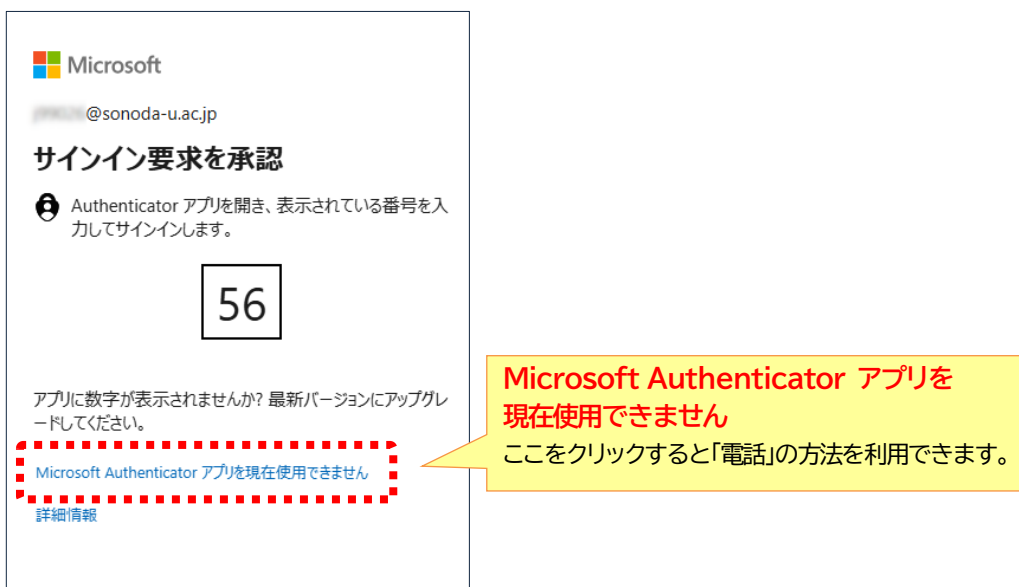 Microsoft
@sonoda-u.ac.jp
サインイン要求を承認
Authenticator アプリを開き、表示されている番号を入
力してサインインします。
56
アプリに数字が表示されませんか? 最新バージョンにアップグレ
ードしてください。
Microsoft Authenticator アプリを現在使用できません
詳細情報
Microsoft Authenticator アプリを
現在使用できません
ここをクリックすると「電話」の方法を利用できます。